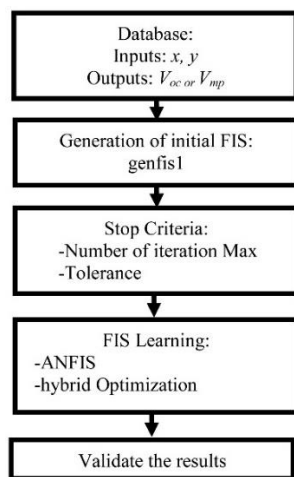 Database:
Inputs: x, y
Outputs: Voc or Vmp
Generation of initial FIS:
genfis1
Stop Criteria:
-Number of iteration Max
-Tolerance
FIS Learning:
-ANFIS
-hybrid Optimization
Validate the results